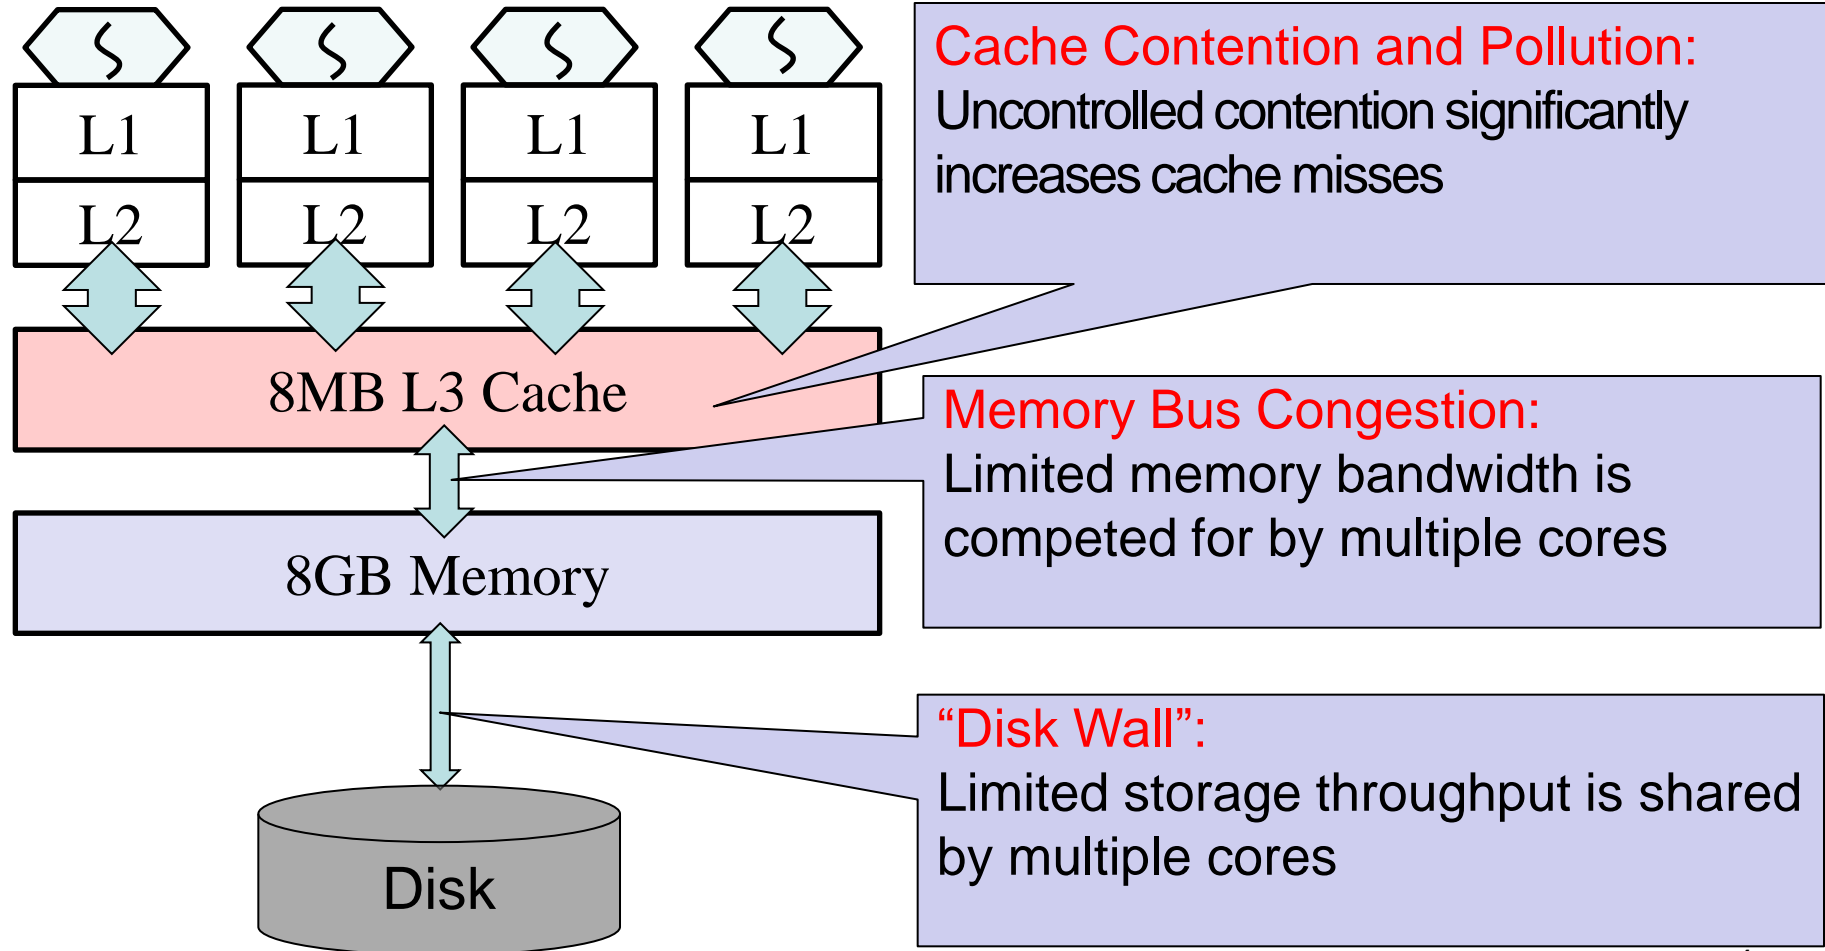 L1
L1
L1
L1
L2
L2
L2
L2
8MB L3 Cache
8GB Memory
Disk
Cache Contention and Pollution:
Uncontrolled contention significantly
increases cache misses
Memory Bus Congestion:
Limited memory bandwidth is
competed for by multiple cores
“Disk Wall”:
Limited storage throughput is shared
by multiple cores